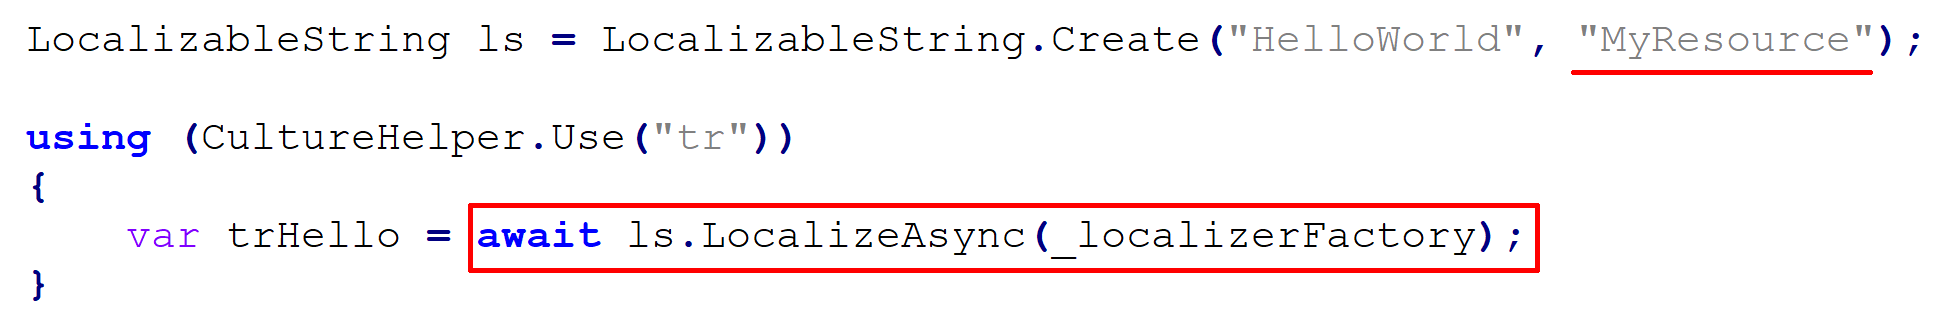 LocalizableString ls = LocalizableString.Create("HelloWorld", "MyResource");
using (CultureHelper.Use("tr"))
{
    var trHello = await ls.LocalizeAsync(_localizerFactory);
}